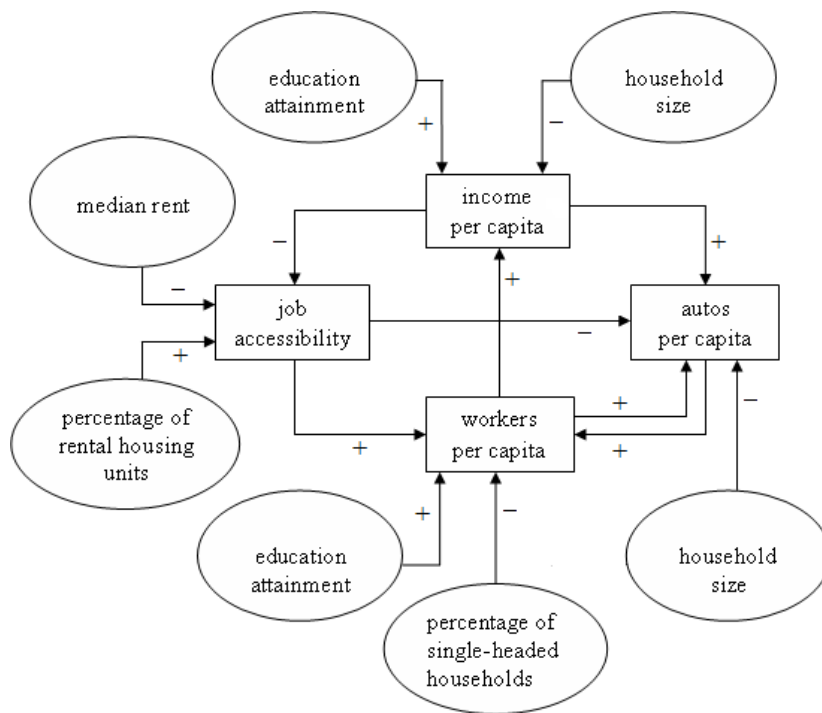 education
attainment
household
size
+
−
median rent
income
per capita
−
+
−
+
job
accessibility
autos
per capita
−
+
percentage of
rental housing
units
workers
per capita
+
−
+
+
+
−
education
attainment
household
size
percentage of
single-headed
households